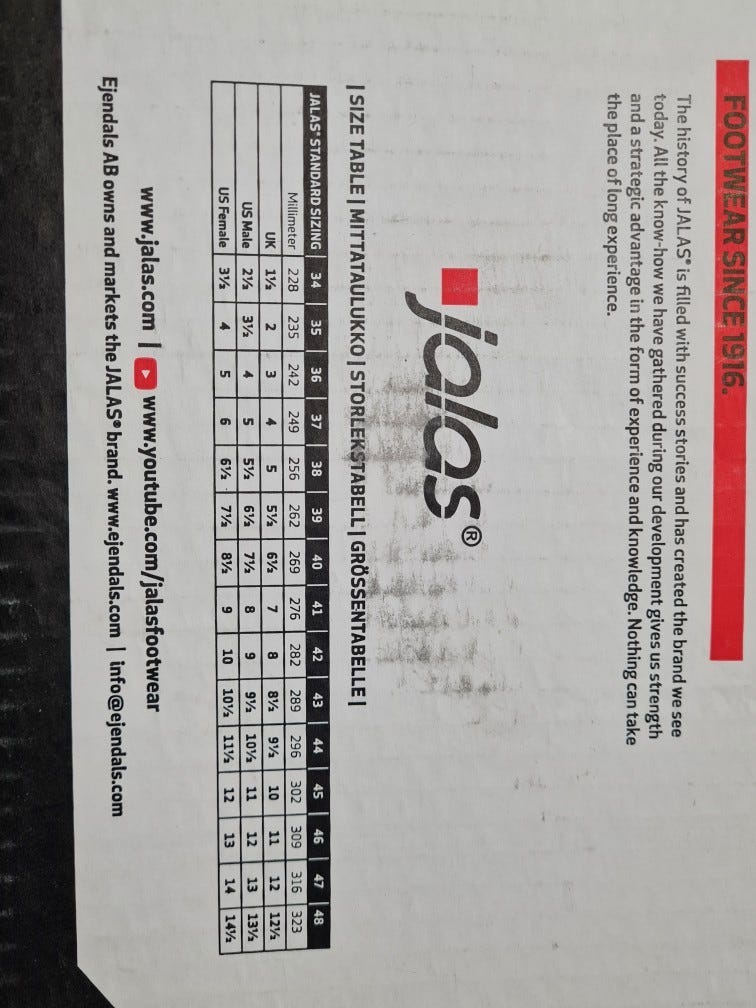 FOOTWEAR SINCE 1916.
The history of JALAS® is filled with success stories and has created the brand we see
today. All the know-how we have gathered during our development gives us strength
and a strategic advantage in the form of experience and knowledge. Nothing can take
the place of long experience.
jalas®
| SIZE TABLE | MITTATAULUKKO | STORLEKSTABELL | GRÖSSENTABELLE |
JALAS® STANDARD SIZING 34 35 36 37 38 39 40 41 42 43 44 45 46 47 48
Millimeter 228 235 242 249 256 262 269 276 282 289 296 302 309 316 323
UK 1½ 2 3 4 5 5½ 6½ 7 8 8½ 9½ 10 11 12 12½
US Male 2½ 3½ 4 5 5½ 6½ 7½ 8 9 9½ 10½ 11 12 13 13½
US Female 3½ 4 5 6 6½ 7½ 8½ 9 10 10½ 11½ 12 13 14 14½
www.jalas.com | www.youtube.com/jalasfootwear
Ejendals AB owns and markets the JALAS® brand. www.ejendals.com | info@ejendals.com